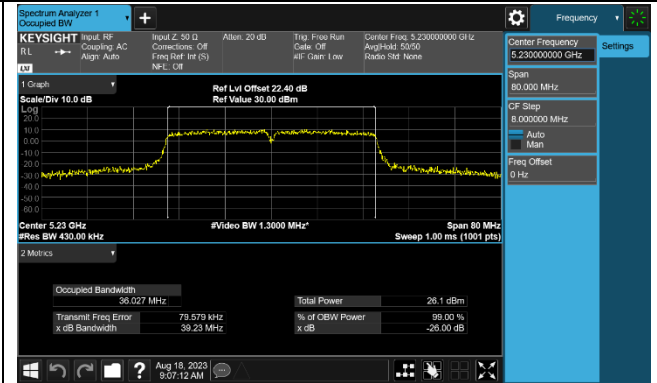 Spectrum Analyzer 1
Occupied BW
+
Frequency
KEYSIGHT
RL
LXI
Input: RF
Coupling: AC
Align: Auto
Input Z: 50 Ω
Corrections: Off
Freq Ref: Int (S)
NFE: Off
Atten: 20 dB
Trig: Free Run
Gate: Off
#IF Gain: Low
Center Freq: 5.230000000 GHz
Avg|Hold: 50/50
Radio Std: None
Center Frequency
5.230000000 GHz
Settings
Span
80.000 MHz
CF Step
8.000000 MHz
Auto
Man
Freq Offset
0 Hz
1 Graph
Scale/Div 10.0 dB
Ref Lvl Offset 22.40 dB
Ref Value 30.00 dBm
Log
20.0
10.0
0.00
-10.0
-20.0
-30.0
-40.0
-50.0
-60.0
Center 5.23 GHz
#Res BW 430.00 kHz
#Video BW 1.3000 MHz*
Span 80 MHz
Sweep 1.00 ms (1001 pts)
2 Metrics
Occupied Bandwidth
36.027 MHz
Total Power 26.1 dBm
Transmit Freq Error 79.579 kHz
% of OBW Power 99.00 %
x dB Bandwidth 39.23 MHz
x dB -26.00 dB
?
Aug 18, 2023
9:07:12 AM